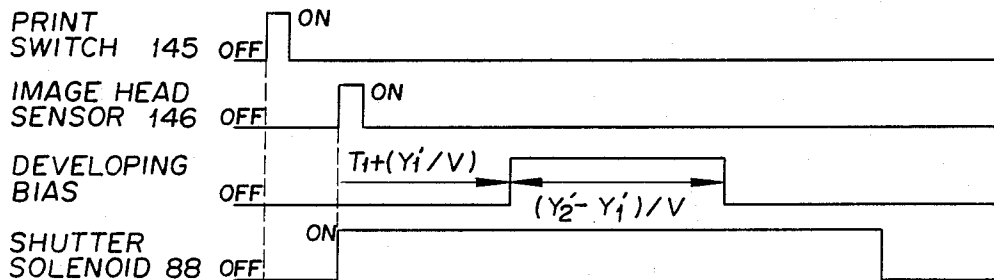 PRINT
SWITCH 145 OFF ON
IMAGE HEAD
SENSOR 146 OFF ON
DEVELOPING
BIAS OFF T1+(Y1'/V) (Y2'-Y1')/V
SHUTTER ON
SOLENOID 88 OFF